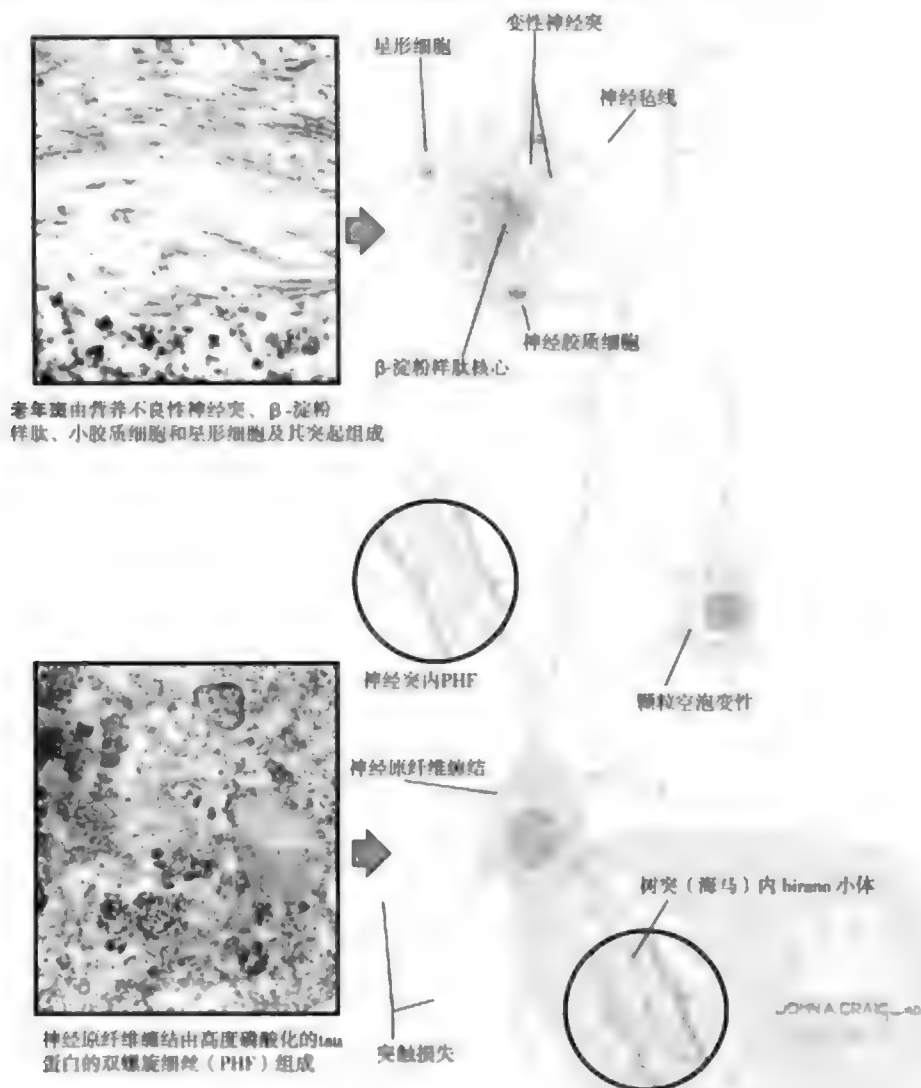 变性神经突
星形细胞
神经毡线
神经胶质细胞
β-淀粉样肽核心
老年斑由营养不良性神经突、β-淀粉
样肽、小胶质细胞和星形细胞及其突起组成
神经突内PHF
颗粒空泡变性
神经原纤维缠结
树突（海马）内 hirano 小体
JOHN A. CRAIG
神经原纤维缠结由高度磷酸化的tau
蛋白的双螺旋细丝（PHF）组成
突触损失